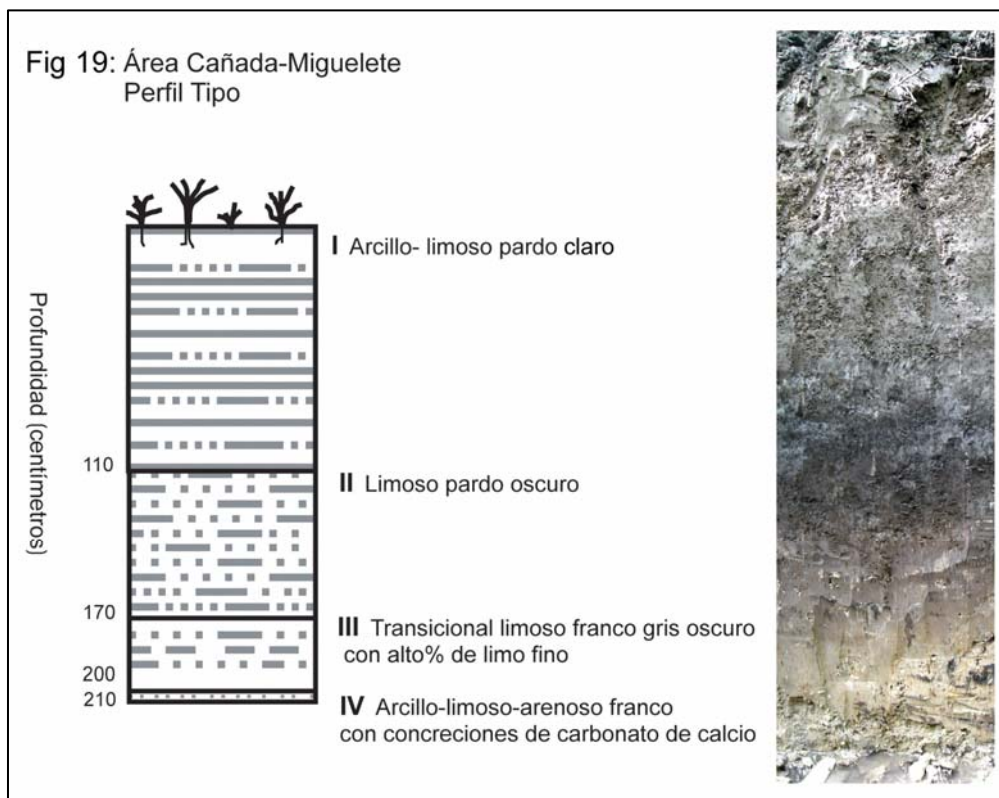 Fig 19: Área Cañada-Miguelete
Perfil Tipo
Profundidad (centímetros)
I Arcillo- limoso pardo claro
110
II Limoso pardo oscuro
170
III Transicional limoso franco gris oscuro
con alto% de limo fino
200
210
IV Arcillo-limoso-arenoso franco
con concreciones de carbonato de calcio